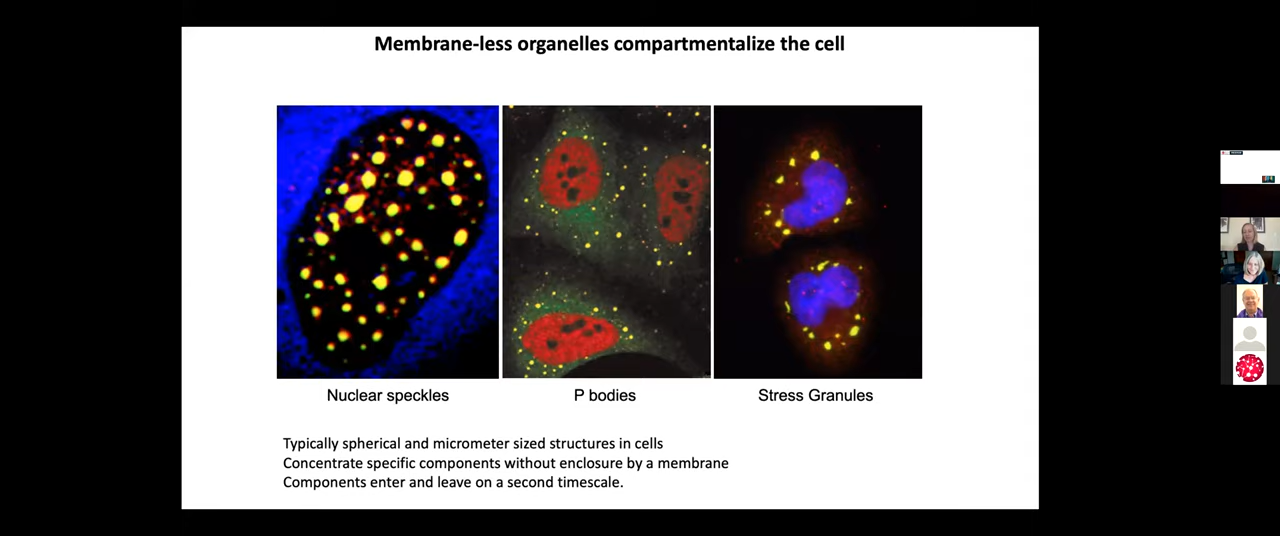 Membrane-less organelles compartmentalize the cell
Nuclear speckles
P bodies
Stress Granules
Typically spherical and micrometer sized structures in cells
Concentrate specific components without enclosure by a membrane
Components enter and leave on a second timescale.